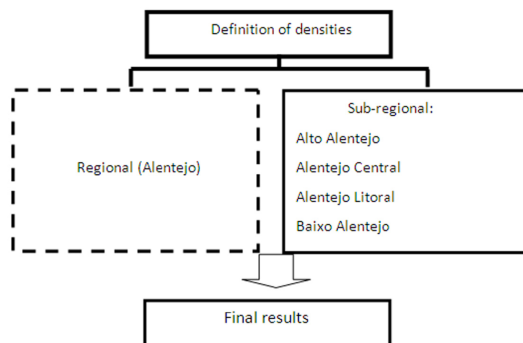 Definition of densities
Regional (Alentejo)
Sub-regional:
Alto Alentejo
Alentejo Central
Alentejo Litoral
Baixo Alentejo
Final results